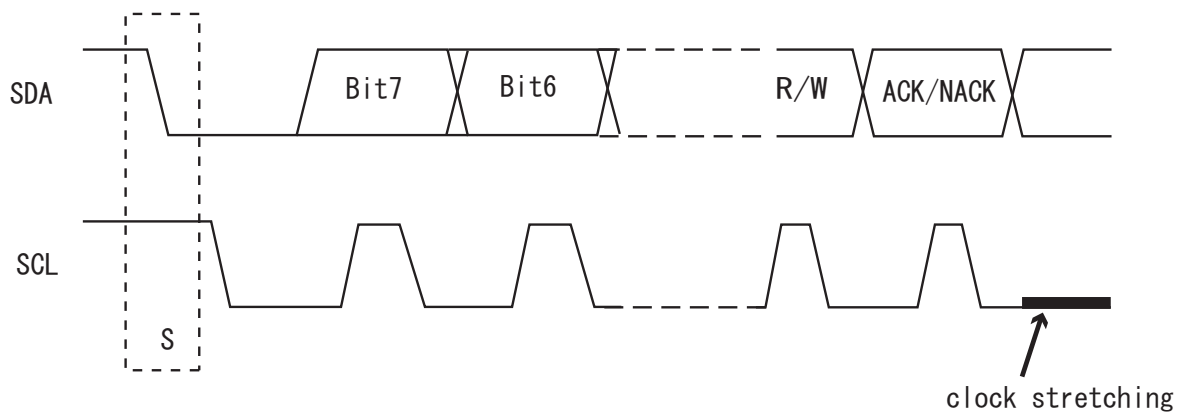 SDA
Bit7
Bit6
R/W
ACK/NACK
SCL
S
clock stretching